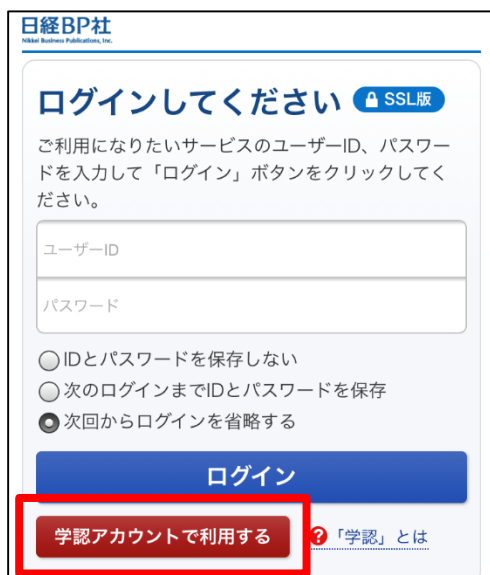 日経BP社
Nikkei Business Publications, Inc.
ログインしてください SSL版
ご利用になりたいサービスのユーザーID、パスワー
ドを入力して「ログイン」ボタンをクリックしてく
ださい。
ユーザーID
パスワード
IDとパスワードを保存しない
次のログインまでIDとパスワードを保存
次回からログインを省略する
ログイン
学認アカウントで利用する ?「学認」とは